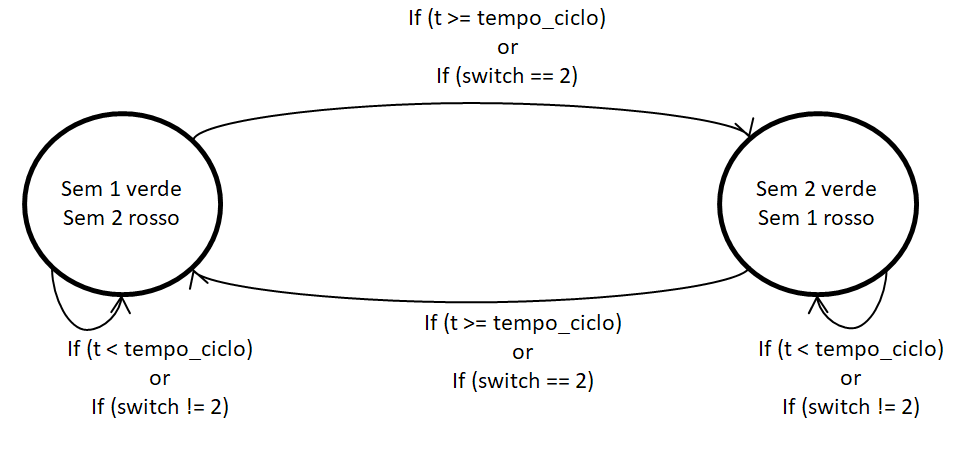 If (t >= tempo_ciclo)
or
If (switch == 2)
Sem 1 verde
Sem 2 rosso
Sem 2 verde
Sem 1 rosso
If (t >= tempo_ciclo)
or
If (switch == 2)
If (t < tempo_ciclo)
or
If (switch != 2)
If (t < tempo_ciclo)
or
If (switch != 2)